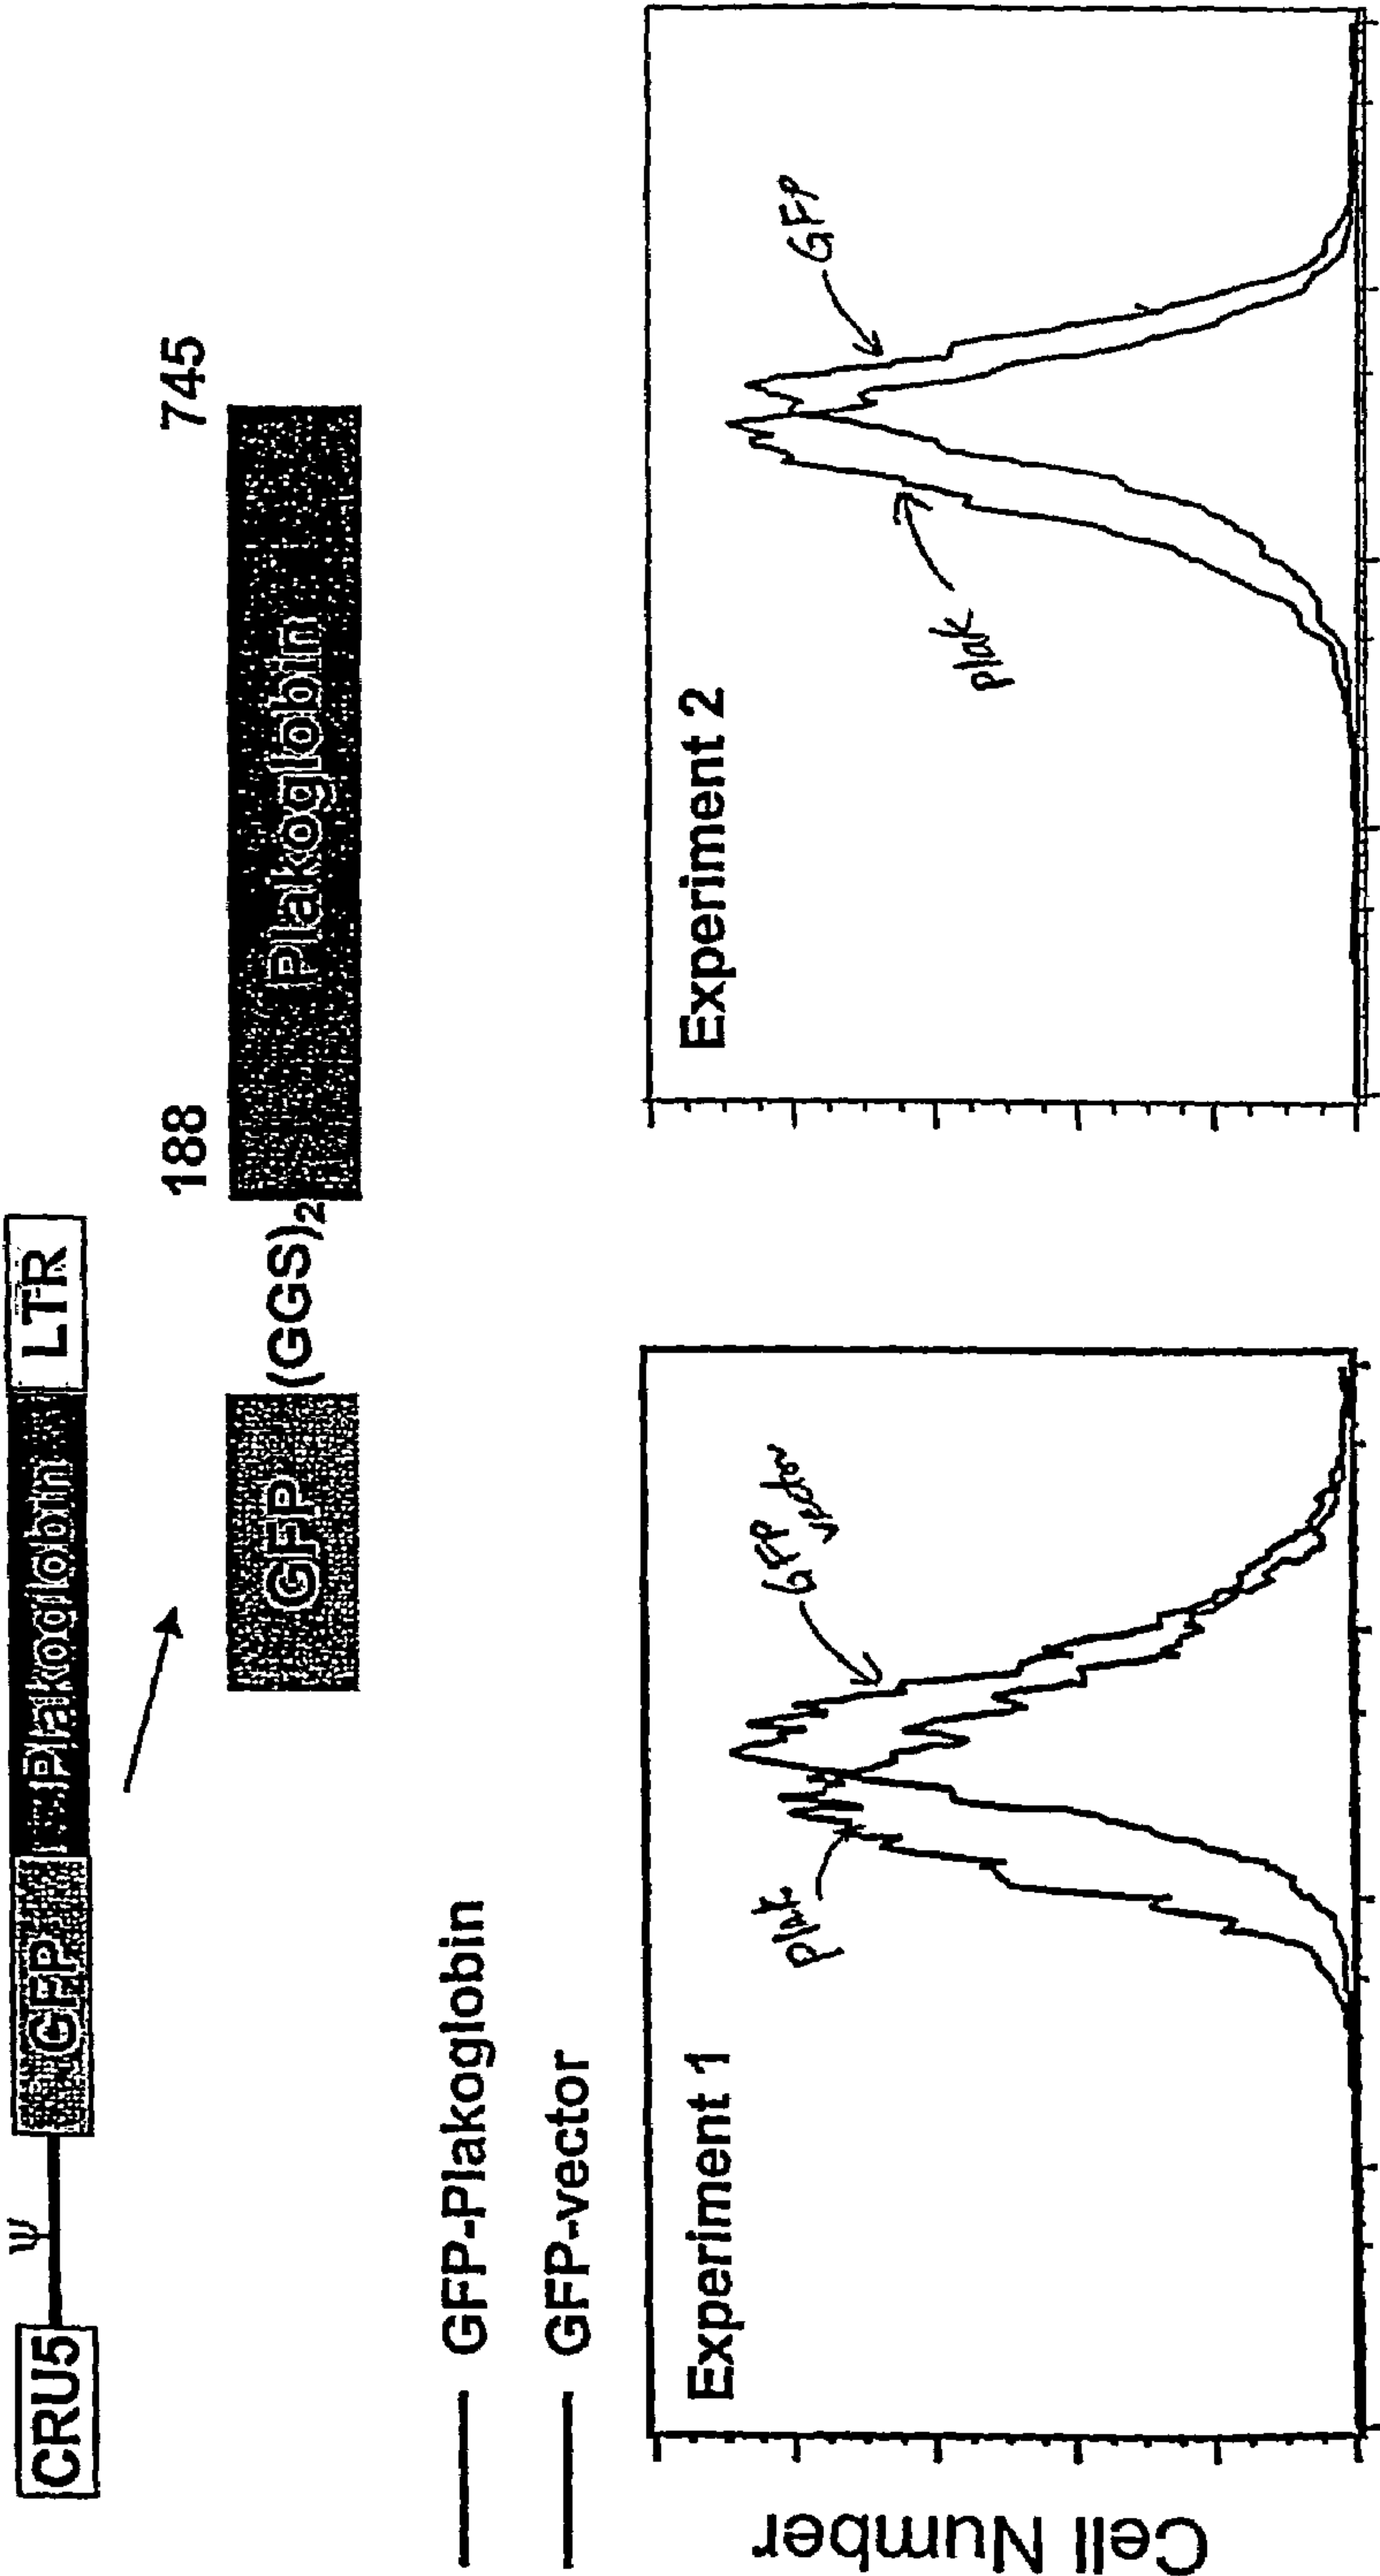 CRU5 Ψ GFP Plakoglobin LTR
188 745
GFP (GGS)₂ Plakoglobin
GFP-Plakoglobin
GFP-vector
Cell Number
Experiment 1
plak
GFP
vector
Experiment 2
plak
GFP